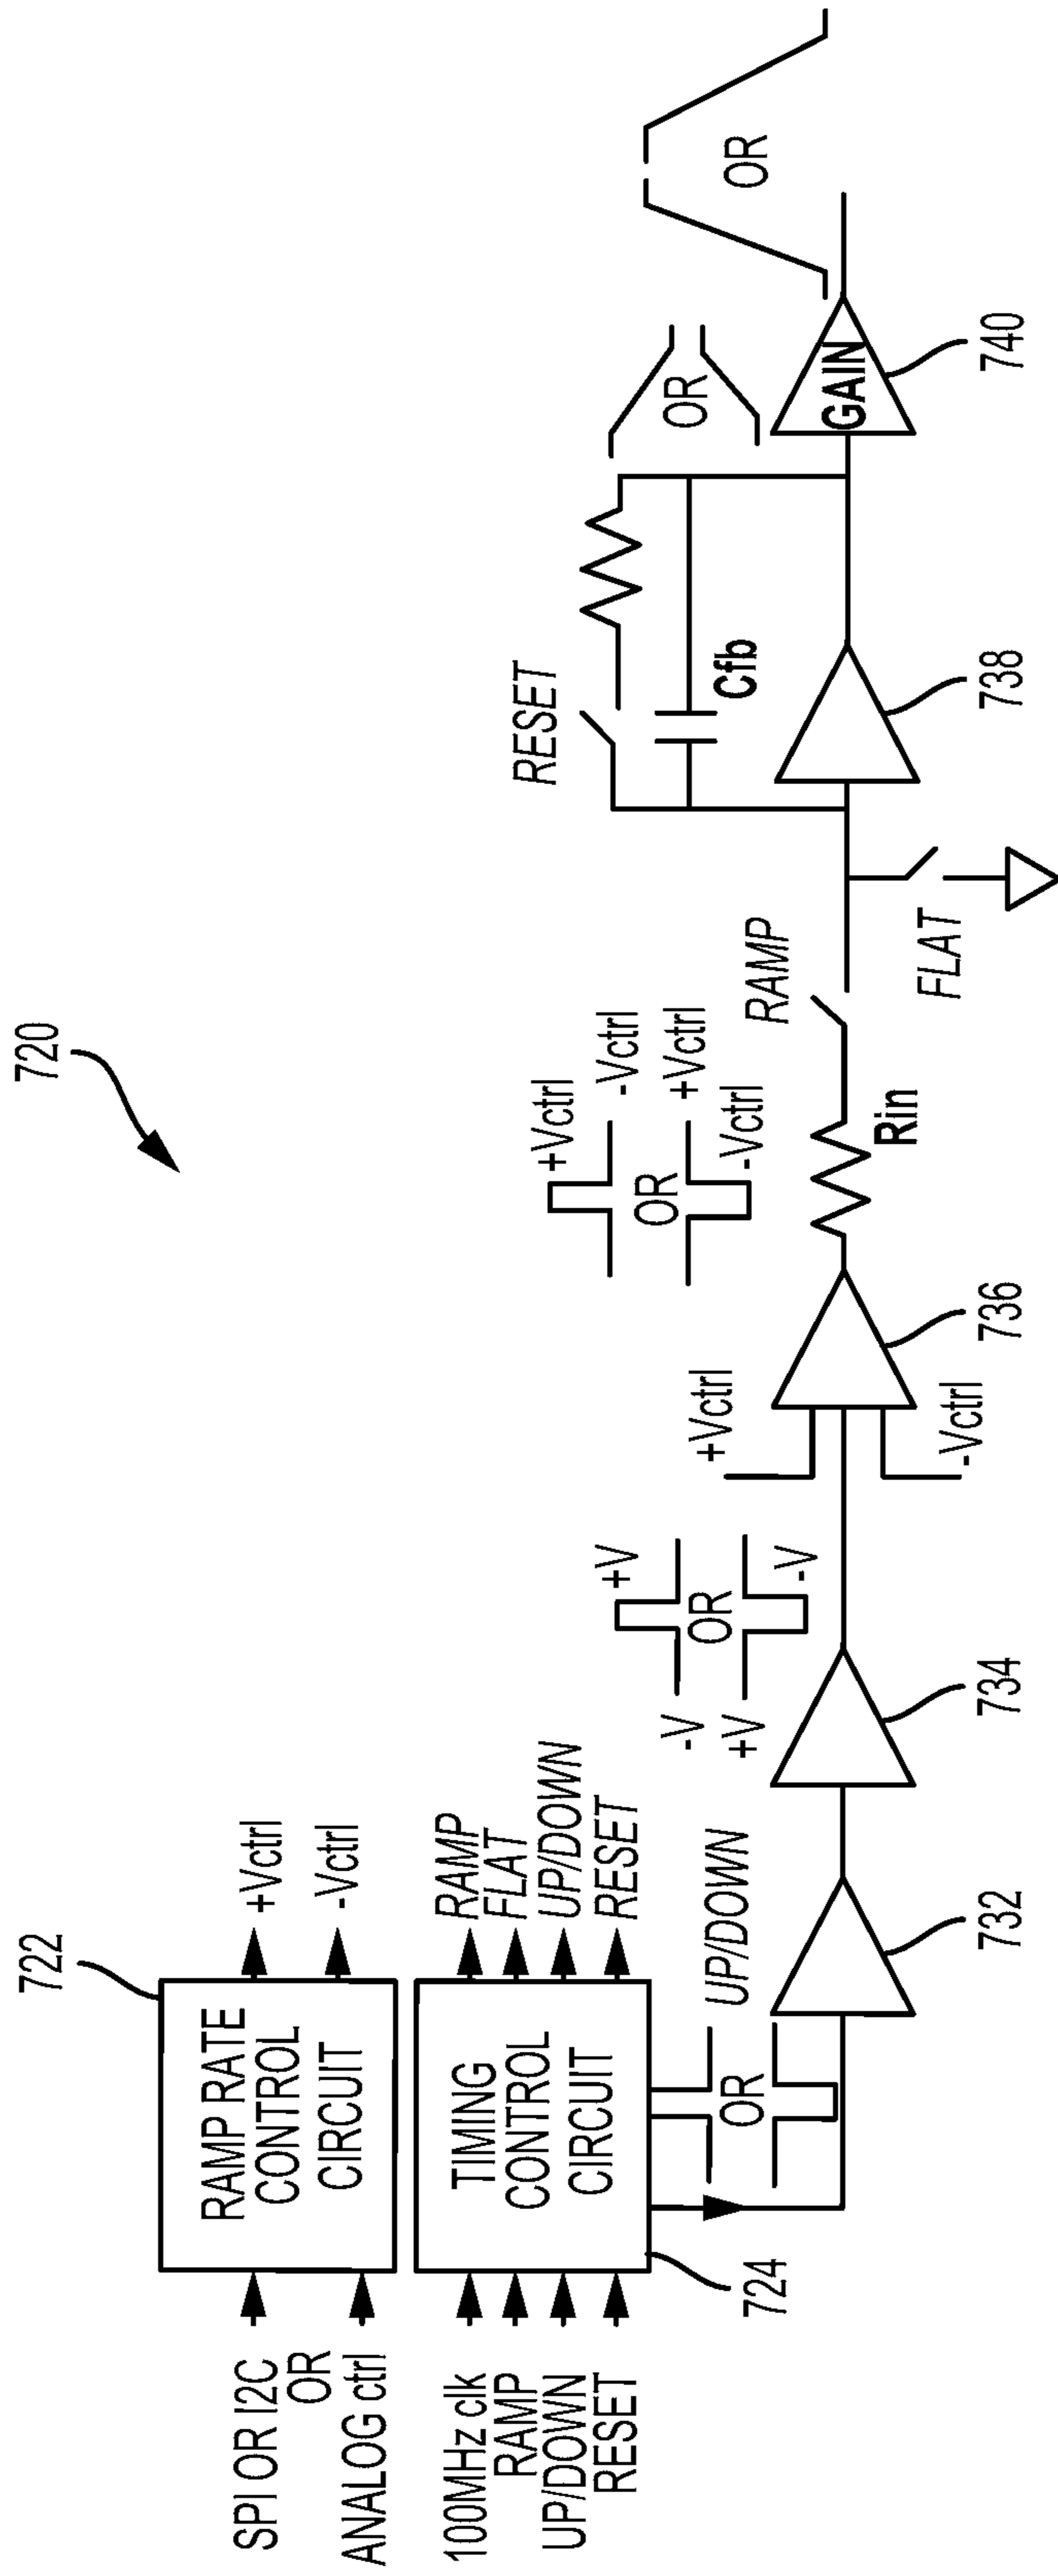 720
722
SPI OR I2C
OR
ANALOG ctrl
RAMP RATE
CONTROL
CIRCUIT
+Vctrl
-Vctrl
100MHz clk
RAMP
UP/DOWN
RESET
TIMING
CONTROL
CIRCUIT
RAMP
FLAT
UP/DOWN
RESET
724
OR
UP/DOWN
732
-V
+V
OR
+V
-V
734
+Vctrl
-Vctrl
736
+Vctrl
-Vctrl
OR
+Vctrl
-Vctrl
Rin
RAMP
FLAT
RESET
Cfb
738
OR
GAIN
740
OR